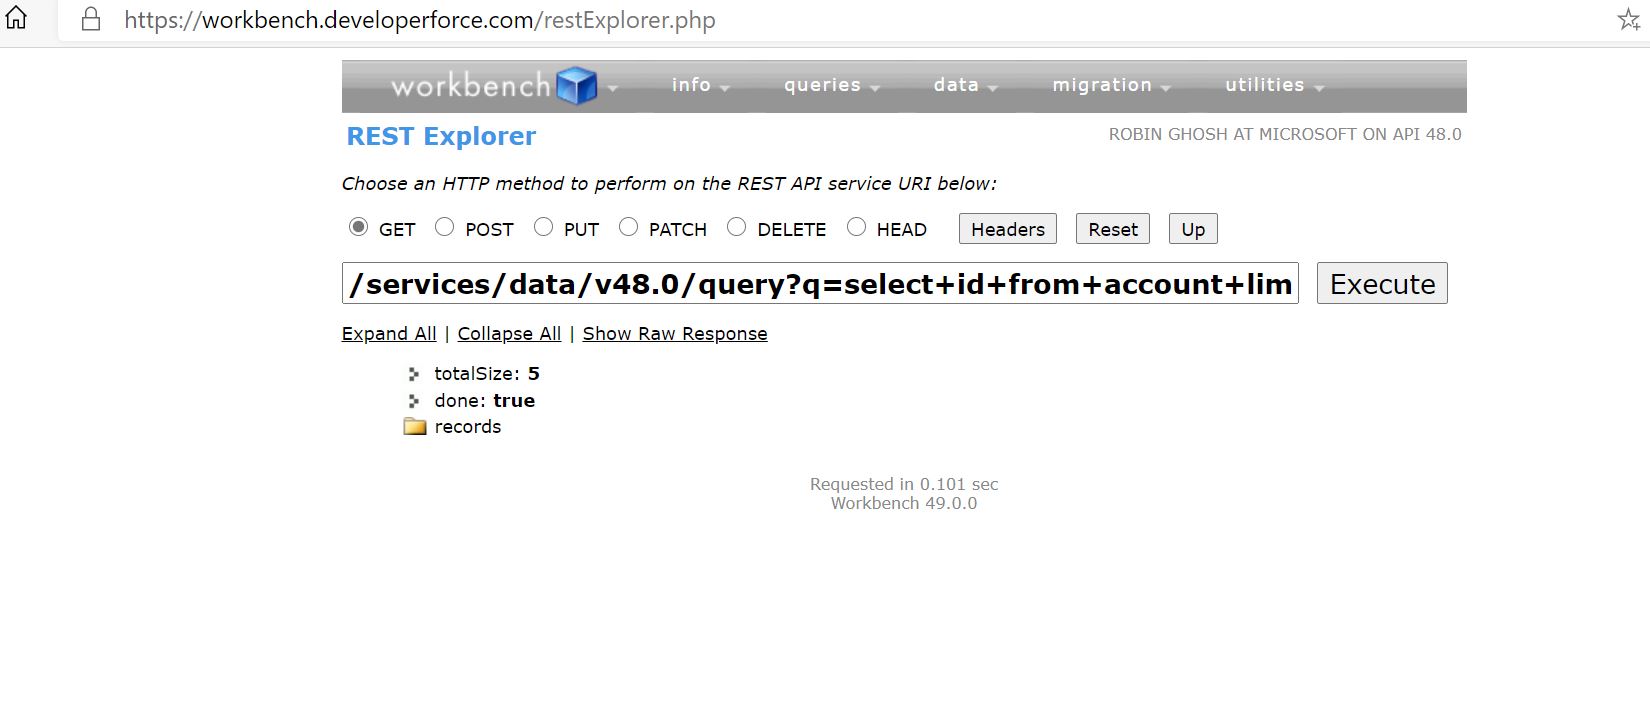 https://workbench.developerforce.com/restExplorer.php
workbench info queries data migration utilities
REST Explorer ROBIN GHOSH AT MICROSOFT ON API 48.0
Choose an HTTP method to perform on the REST API service URI below:
GET POST PUT PATCH DELETE HEAD Headers Reset Up
/services/data/v48.0/query?q=select+id+from+account+lim Execute
Expand All | Collapse All | Show Raw Response
totalSize: 5
done: true
records
Requested in 0.101 sec
Workbench 49.0.0